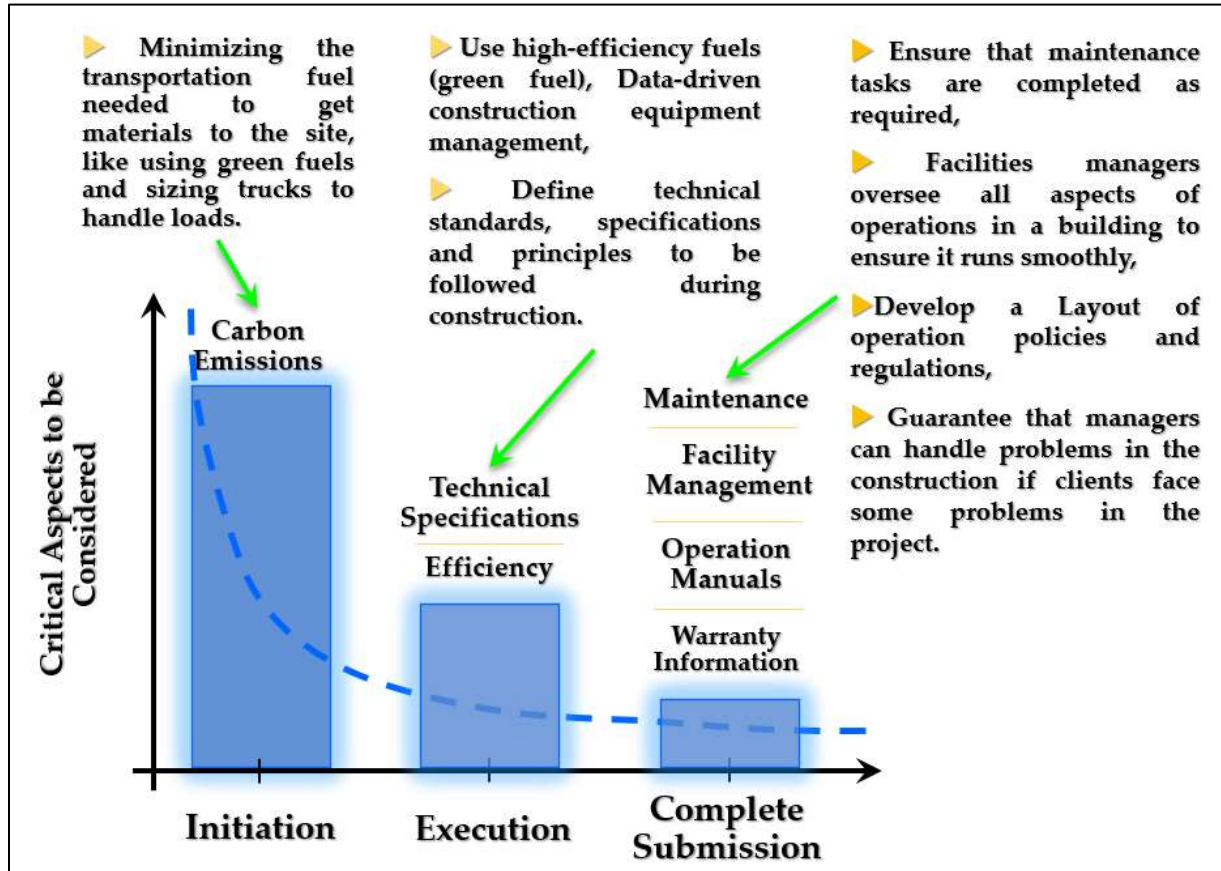 Minimizing the
transportation fuel
needed to get
materials to the site,
like using green fuels
and sizing trucks to
handle loads.
Use high-efficiency fuels
(green fuel), Data-driven
construction equipment
management,
Define technical
standards, specifications
and principles to be
followed during
construction.
Ensure that maintenance
tasks are completed as
required,
Facilities managers
oversee all aspects of
operations in a building to
ensure it runs smoothly,
Develop a Layout of
operation policies and
regulations,
Guarantee that managers
can handle problems in the
construction if clients face
some problems in the
project.
Critical Aspects to be
Considered
Carbon
Emissions
Technical
Specifications
Efficiency
Maintenance
Facility
Management
Operation
Manuals
Warranty
Information
Initiation
Execution
Complete
Submission